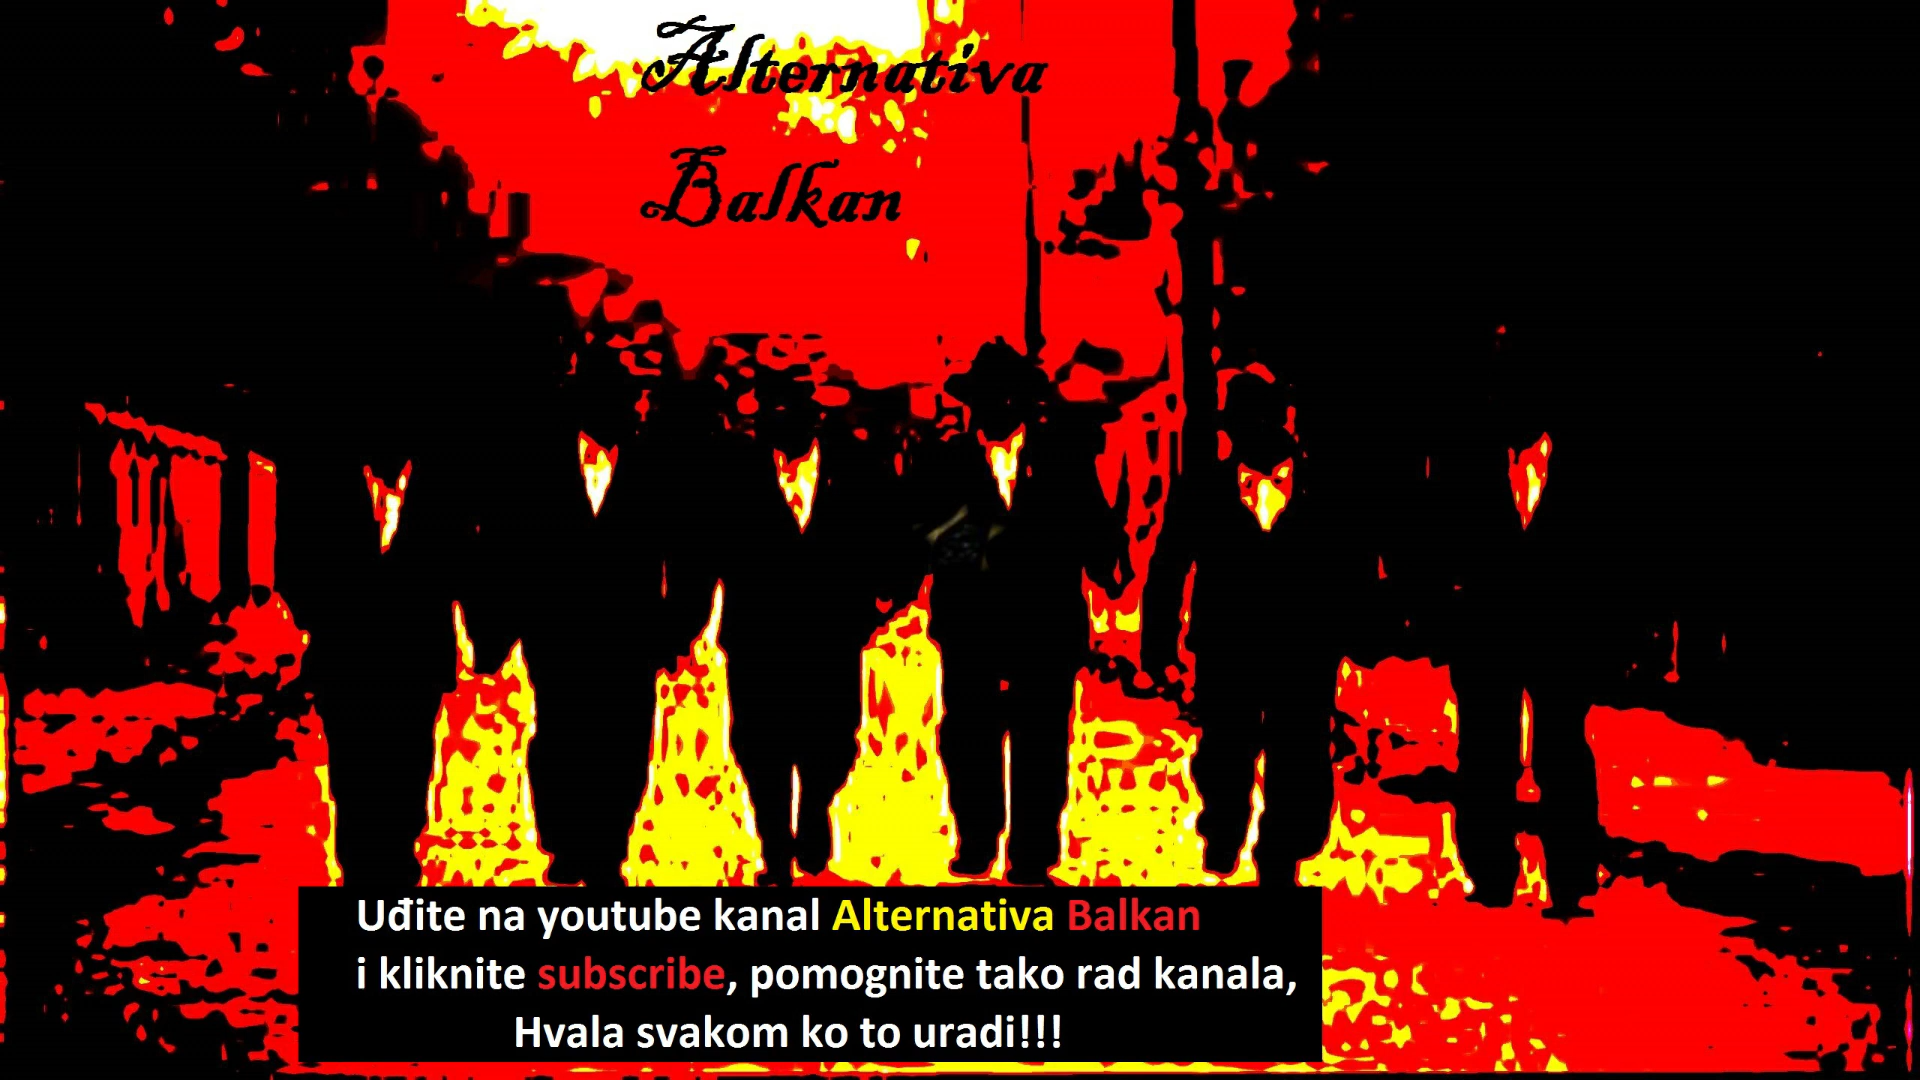 Alternativa
Balkan
Uđite na youtube kanal Alternativa Balkan
i kliknite subscribe, pomognite tako rad kanala,
Hvala svakom ko to uradi!!!